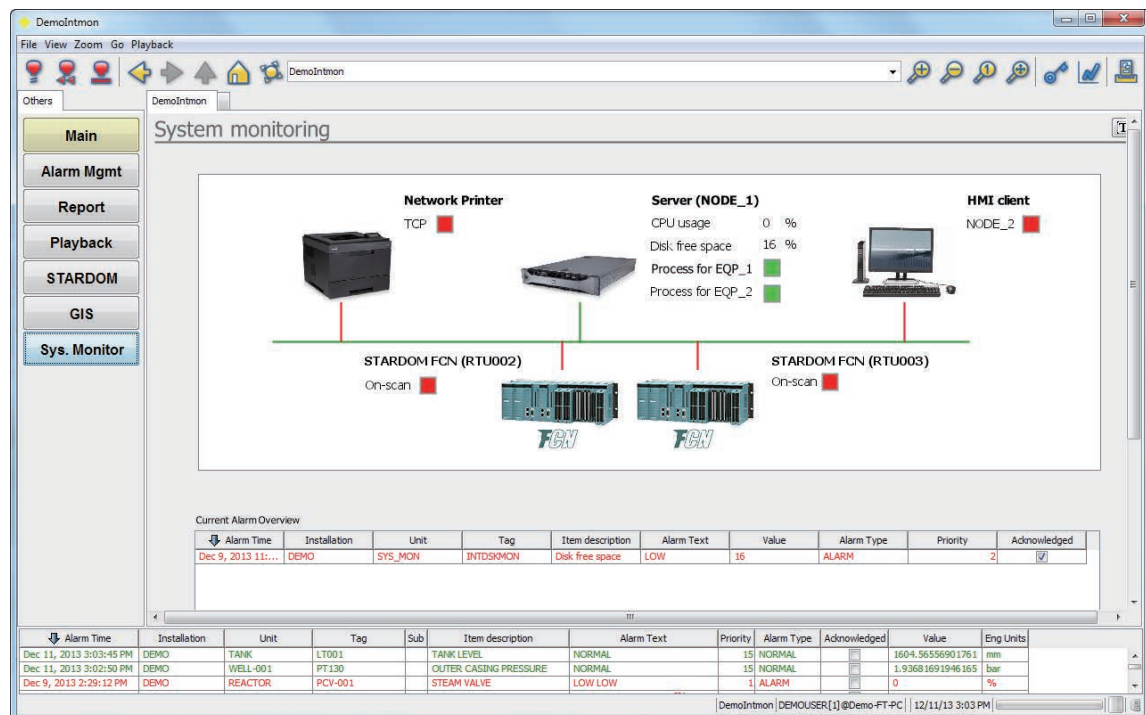 DemoIntmon
File View Zoom Go Playback
DemoIntmon
Others
DemoIntmon
Main
Alarm Mgmt
Report
Playback
STARDOM
GIS
Sys. Monitor
System monitoring
Network Printer
TCP
Server (NODE_1)
CPU usage 0 %
Disk free space 16 %
Process for EQP_1
Process for EQP_2
HMI client
NODE_2
STARDOM FCN (RTU002)
On-scan
STARDOM FCN (RTU003)
On-scan
FCN
FCN
Current Alarm Overview
Alarm Time Installation Unit Tag Item description Alarm Text Value Alarm Type Priority Acknowledged
Dec 9, 2013 11:... DEMO SYS_MON INTDSKMON Disk free space LOW 16 ALARM 2
Alarm Time Installation Unit Tag Sub Item description Alarm Text Priority Alarm Type Acknowledged Value Eng Units
Dec 11, 2013 3:03:45 PM DEMO TANK LT001 TANK LEVEL NORMAL 15 NORMAL 1604.56556901761 mm
Dec 11, 2013 3:02:50 PM DEMO WELL-001 PT130 OUTER CASING PRESSURE NORMAL 15 NORMAL 1.93681691946165 bar
Dec 9, 2013 2:29:12 PM DEMO REACTOR PCV-001 STEAM VALVE LOW LOW 1 ALARM 0 %
DemoIntmon DEMOUSER[1]@Demo-FT-PC 12/11/13 3:03 PM